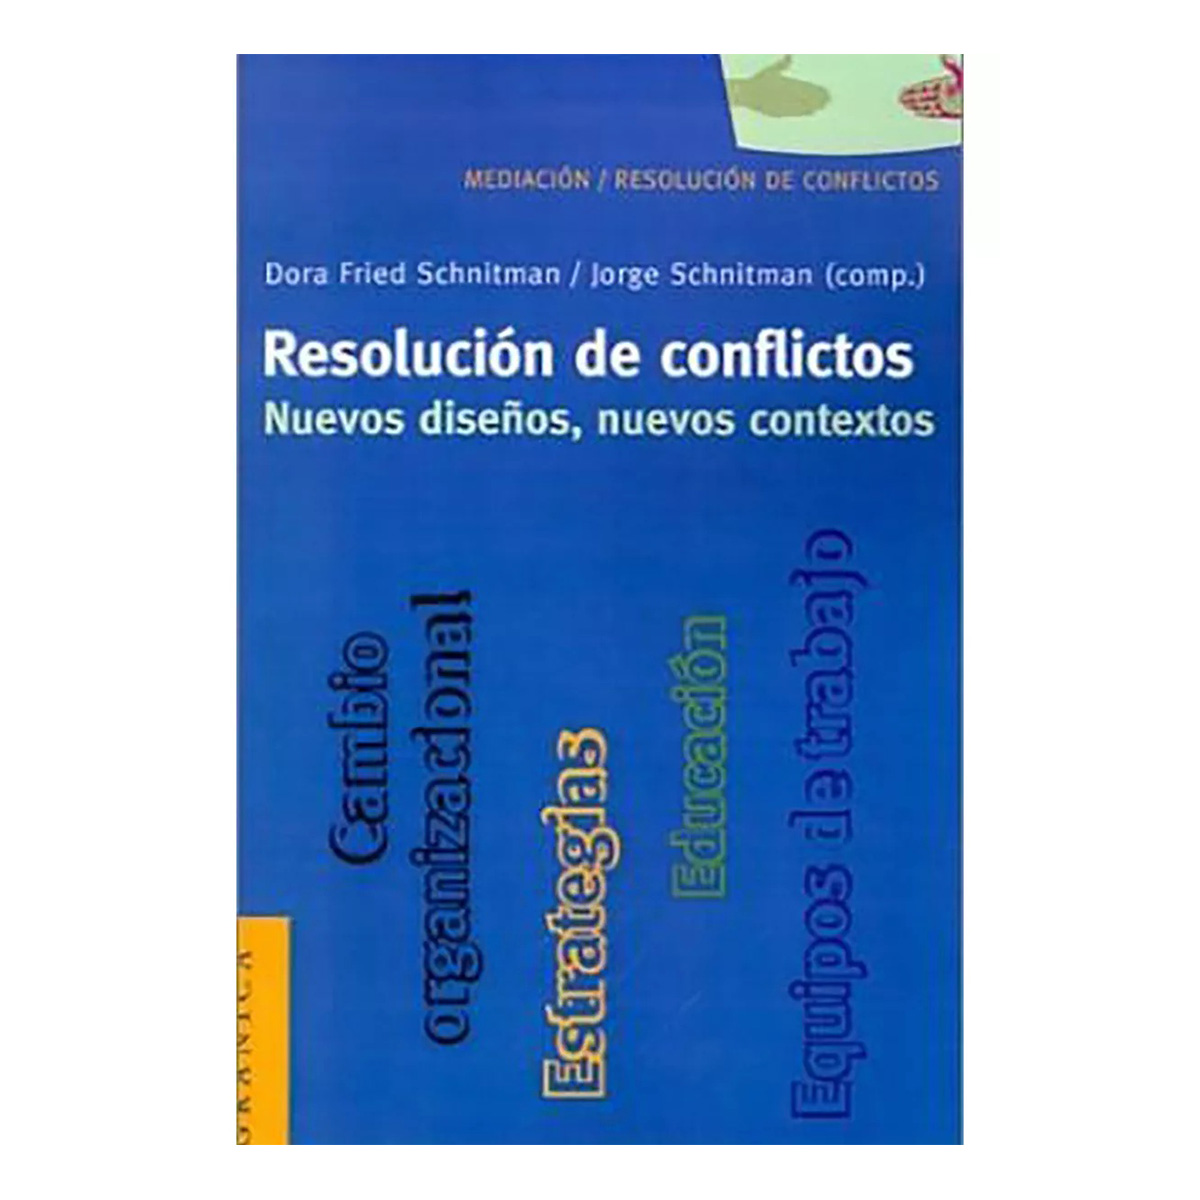 MEDIACIÓN / RESOLUCIÓN DE CONFLICTOS
Dora Fried Schnitman / Jorge Schnitman (comp.)
Resolución de conflictos
Nuevos diseños, nuevos contextos
Cambio
organizacional
Estrategias
Educación
Equipos de trabajo
GRANICA